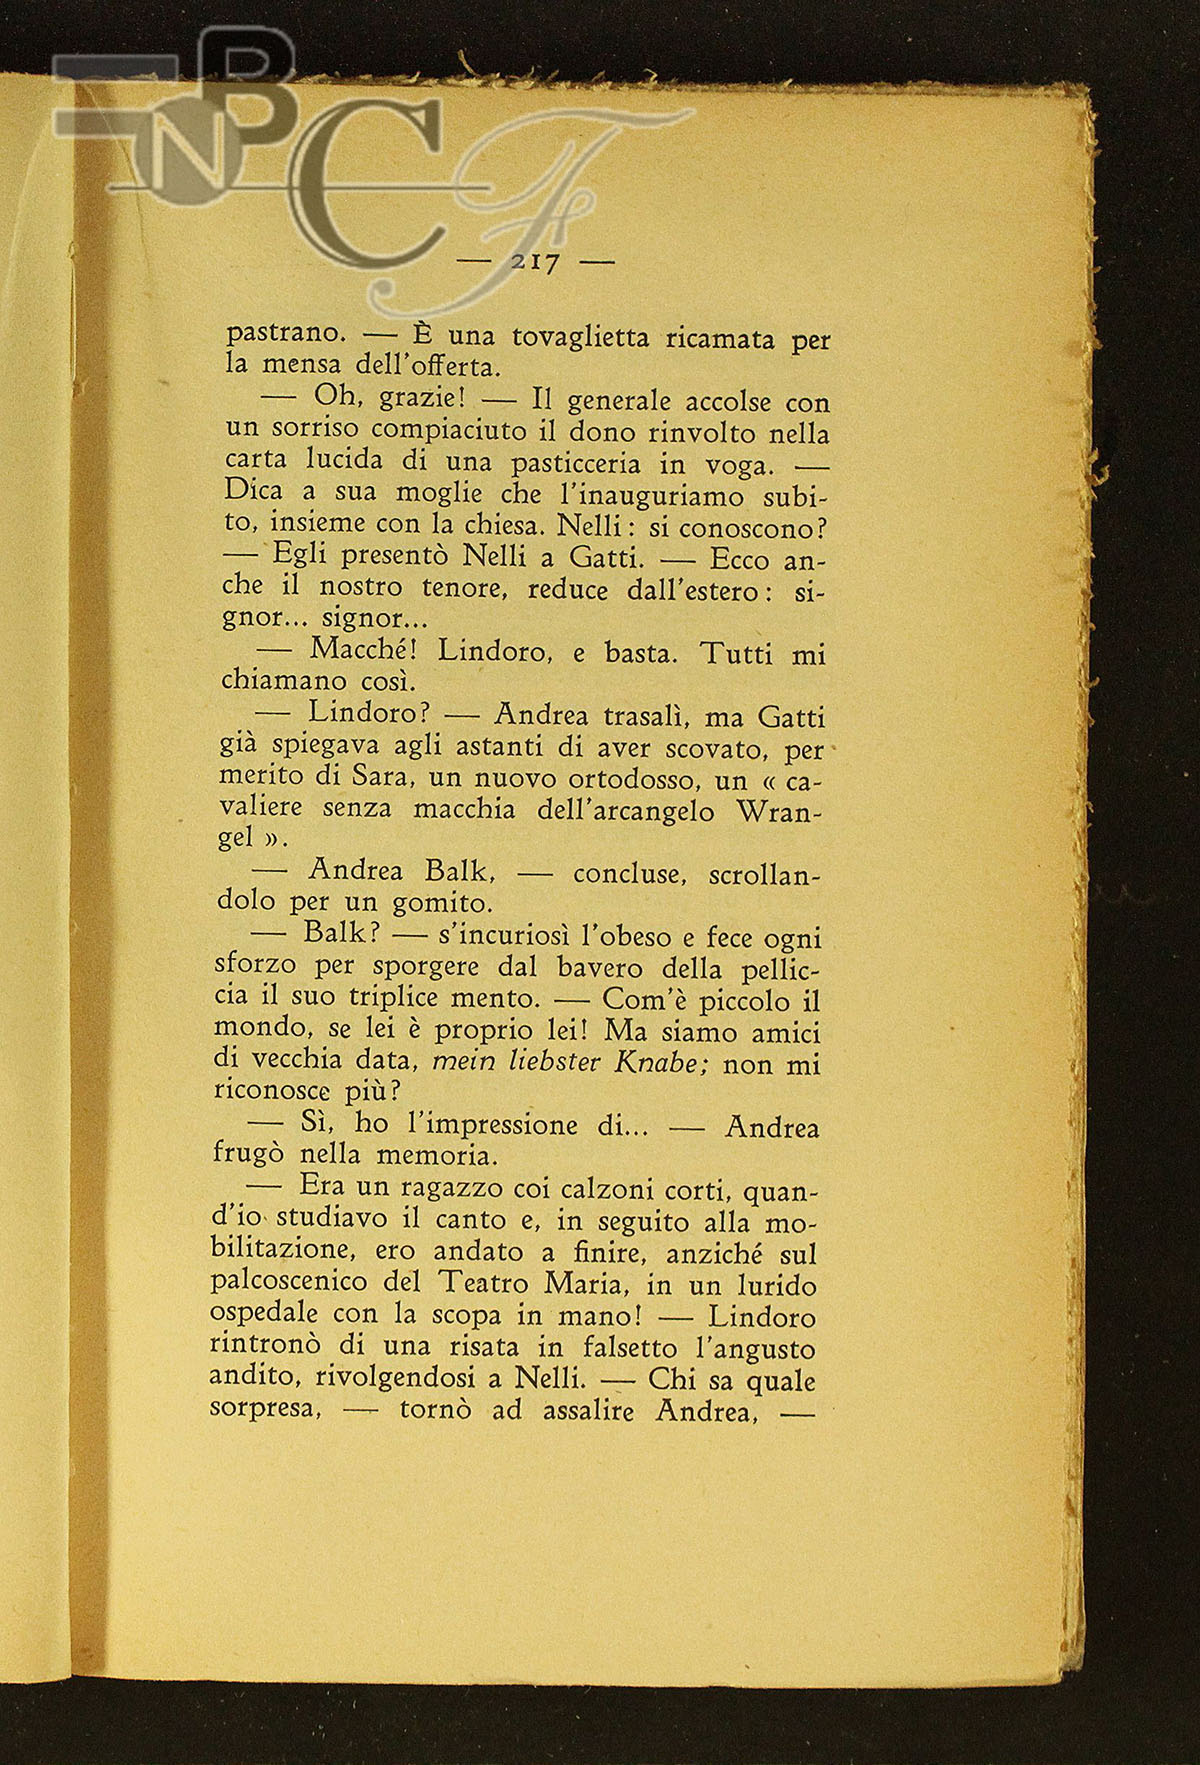 NBCF
— 217 —
pastrano. — È una tovaglietta ricamata per
la mensa dell'offerta.
— Oh, grazie! — Il generale accolse con
un sorriso compiaciuto il dono rinvolto nella
carta lucida di una pasticceria in voga. —
Dica a sua moglie che l'inauguriamo subi-
to, insieme con la chiesa. Nelli: si conoscono?
— Egli presentò Nelli a Gatti. — Ecco an-
che il nostro tenore, reduce dall'estero: si-
gnor... signor...
— Macché! Lindoro, e basta. Tutti mi
chiamano così.
— Lindoro? — Andrea trasalì, ma Gatti
già spiegava agli astanti di aver scovato, per
merito di Sara, un nuovo ortodosso, un « ca-
valiere senza macchia dell'arcangelo Wran-
gel ».
— Andrea Balk, — concluse, scrollan-
dolo per un gomito.
— Balk? — s'incuriosì l'obeso e fece ogni
sforzo per sporgere dal bavero della pellic-
cia il suo triplice mento. — Com'è piccolo il
mondo, se lei è proprio lei! Ma siamo amici
di vecchia data, mein liebster Knabe; non mi
riconosce più?
— Sì, ho l'impressione di... — Andrea
frugò nella memoria.
— Era un ragazzo coi calzoni corti, quan-
d'io studiavo il canto e, in seguito alla mo-
bilitazione, ero andato a finire, anziché sul
palcoscenico del Teatro Maria, in un lurido
ospedale con la scopa in mano! — Lindoro
rintronò di una risata in falsetto l'angusto
andito, rivolgendosi a Nelli. — Chi sa quale
sorpresa, — tornò ad assalire Andrea, —